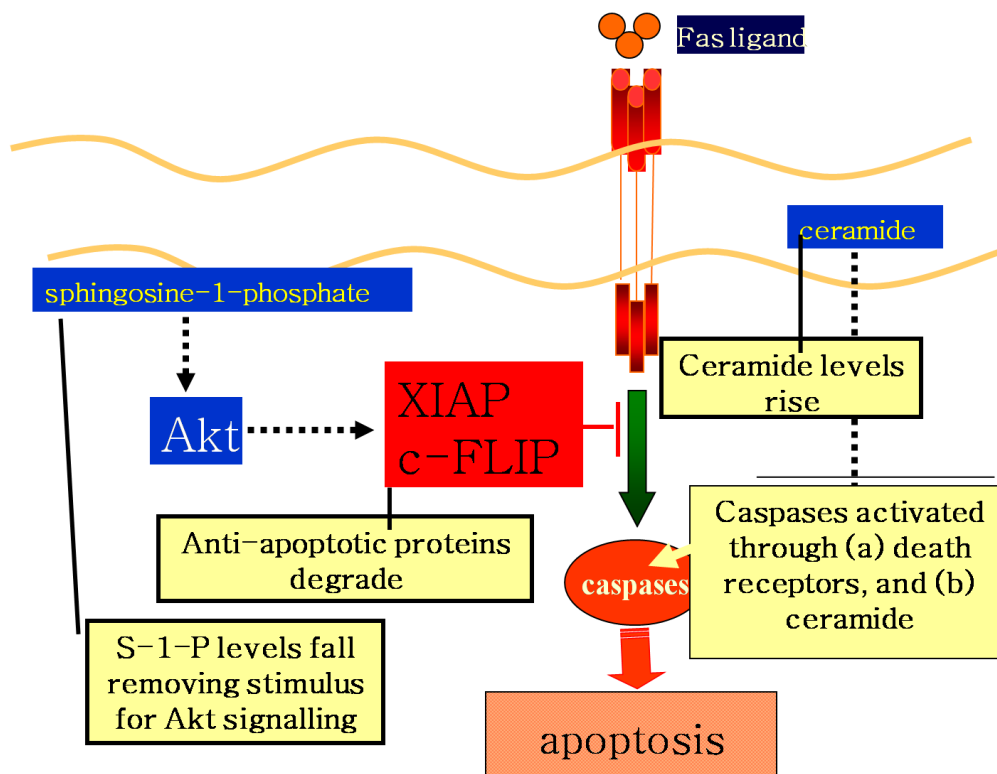 Fas ligand
ceramide
sphingosine-1-phosphate
Ceramide levels
rise
XIAP
c-FLIP
Akt
Caspases activated
through (a) death
receptors, and (b)
ceramide
Anti-apoptotic proteins
degrade
caspases
S-1-P levels fall
removing stimulus
for Akt signalling
apoptosis